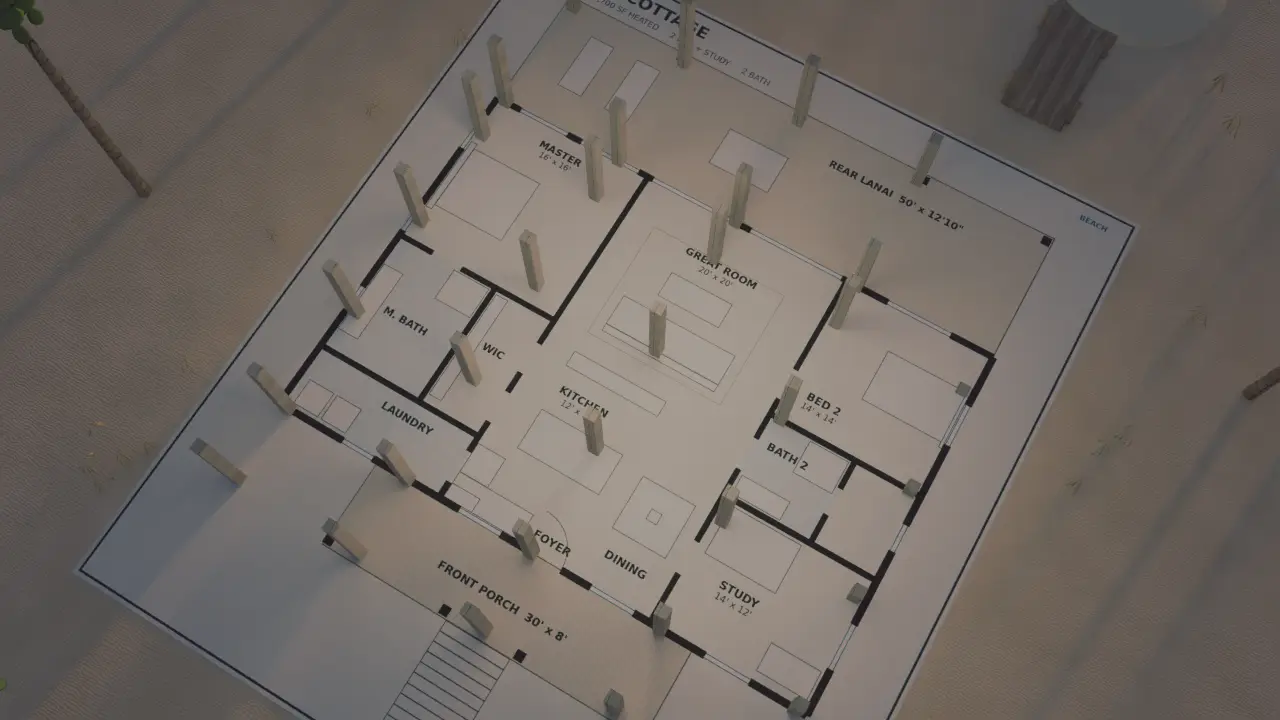 COTTAGE
SF HEATED
+ STUDY 2 BATH
REAR LANAI 50' x 12'10"
BEACH
MASTER
16' x 16'
GREAT ROOM
20' x 20'
M. BATH
WIC
KITCHEN
12' x
BED 2
14' x 14'
LAUNDRY
BATH 2
FOYER
DINING
STUDY
14' x 12'
FRONT PORCH 30' x 8'